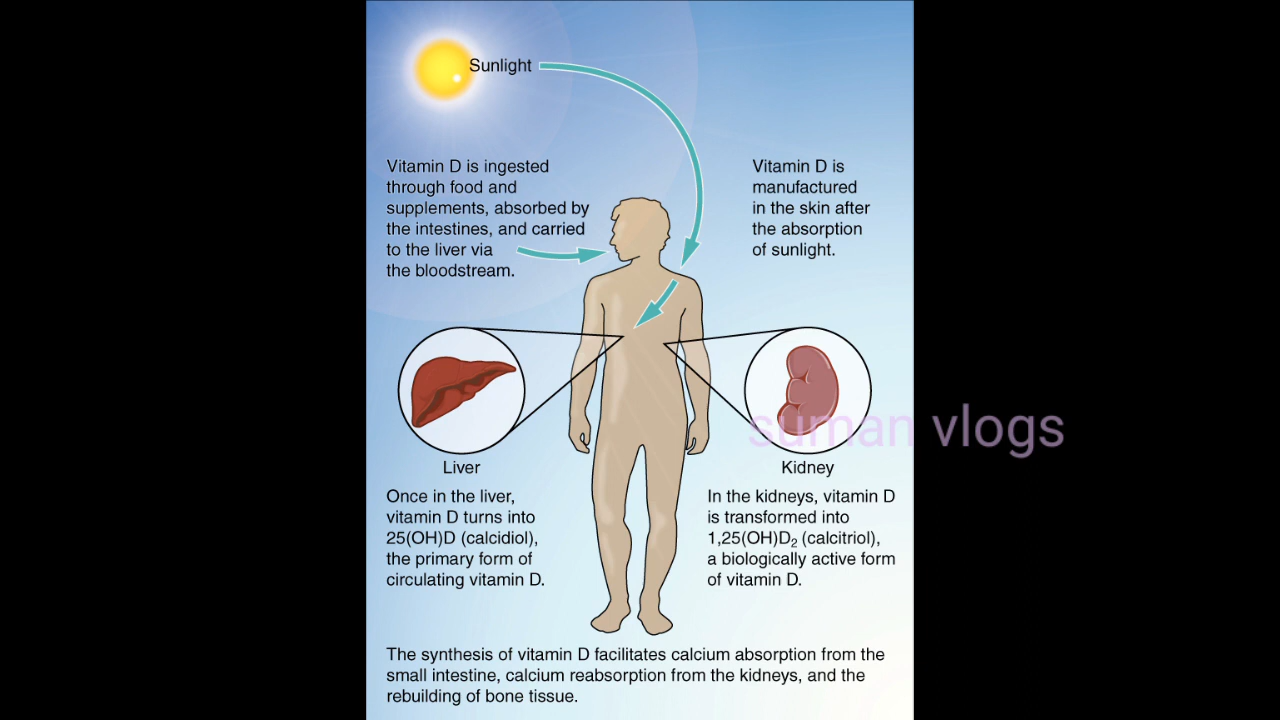 Sunlight
Vitamin D is ingested
through food and
supplements, absorbed by
the intestines, and carried
to the liver via
the bloodstream.
Vitamin D is
manufactured
in the skin after
the absorption
of sunlight.
suman vlogs
Liver
Once in the liver,
vitamin D turns into
25(OH)D (calcidiol),
the primary form of
circulating vitamin D.
Kidney
In the kidneys, vitamin D
is transformed into
1,25(OH)D₂ (calcitriol),
a biologically active form
of vitamin D.
The synthesis of vitamin D facilitates calcium absorption from the
small intestine, calcium reabsorption from the kidneys, and the
rebuilding of bone tissue.